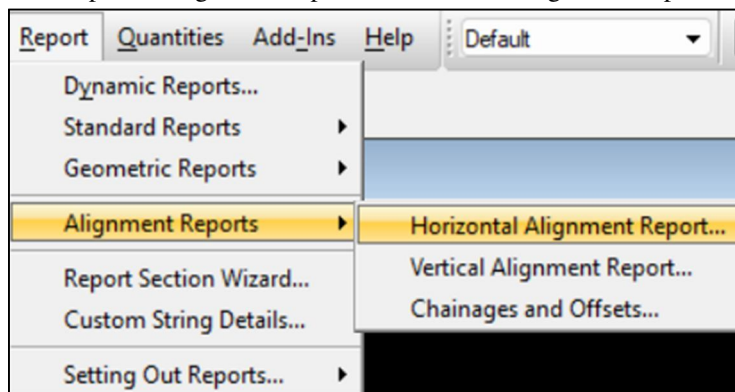 Report Quantities Add-Ins Help Default
Dynamic Reports...
Standard Reports
Geometric Reports
Alignment Reports
Horizontal Alignment Report...
Vertical Alignment Report...
Chainages and Offsets...
Report Section Wizard...
Custom String Details...
Setting Out Reports...